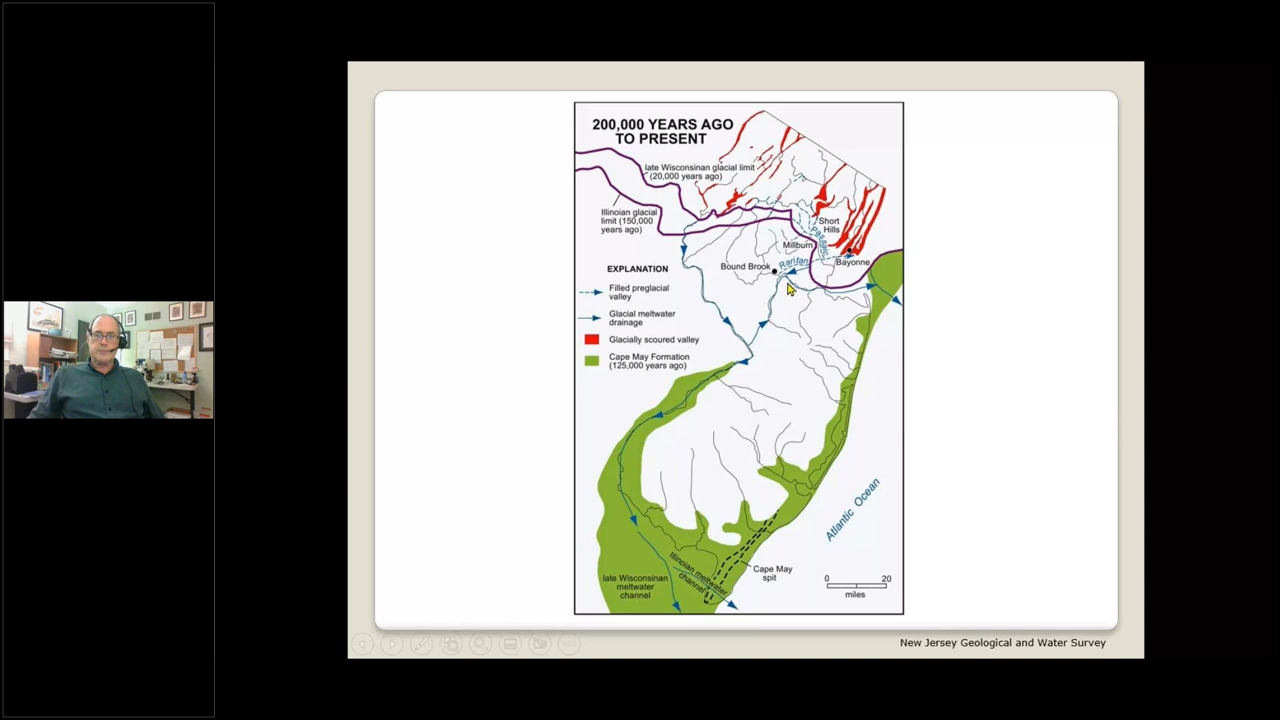 200,000 YEARS AGO
TO PRESENT
late Wisconsinan glacial limit
(20,000 years ago)
Illinoian glacial
limit (150,000
years ago)
Short
Hills
Passaic
Millburn
Raritan
Bound Brook
Bayonne
EXPLANATION
Filled preglacial
valley
Glacial meltwater
drainage
Glacially scoured valley
Cape May Formation
(125,000 years ago)
Atlantic Ocean
Illinoian meltwater
channel
Cape May
spit
late Wisconsinan
meltwater
channel
0 20
miles
New Jersey Geological and Water Survey